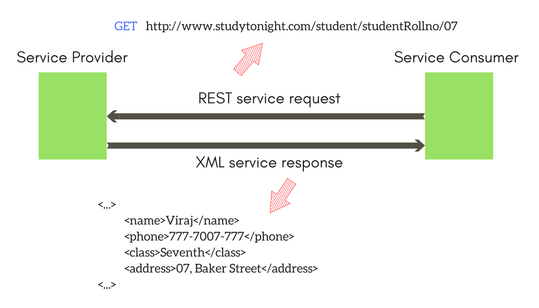 GET http://www.studytonight.com/student/studentRollno/07
Service Provider
Service Consumer
REST service request
XML service response
<...>
<name>Viraj</name>
<phone>777-7007-777</phone>
<class>Seventh</class>
<address>07, Baker Street</address>
<...>